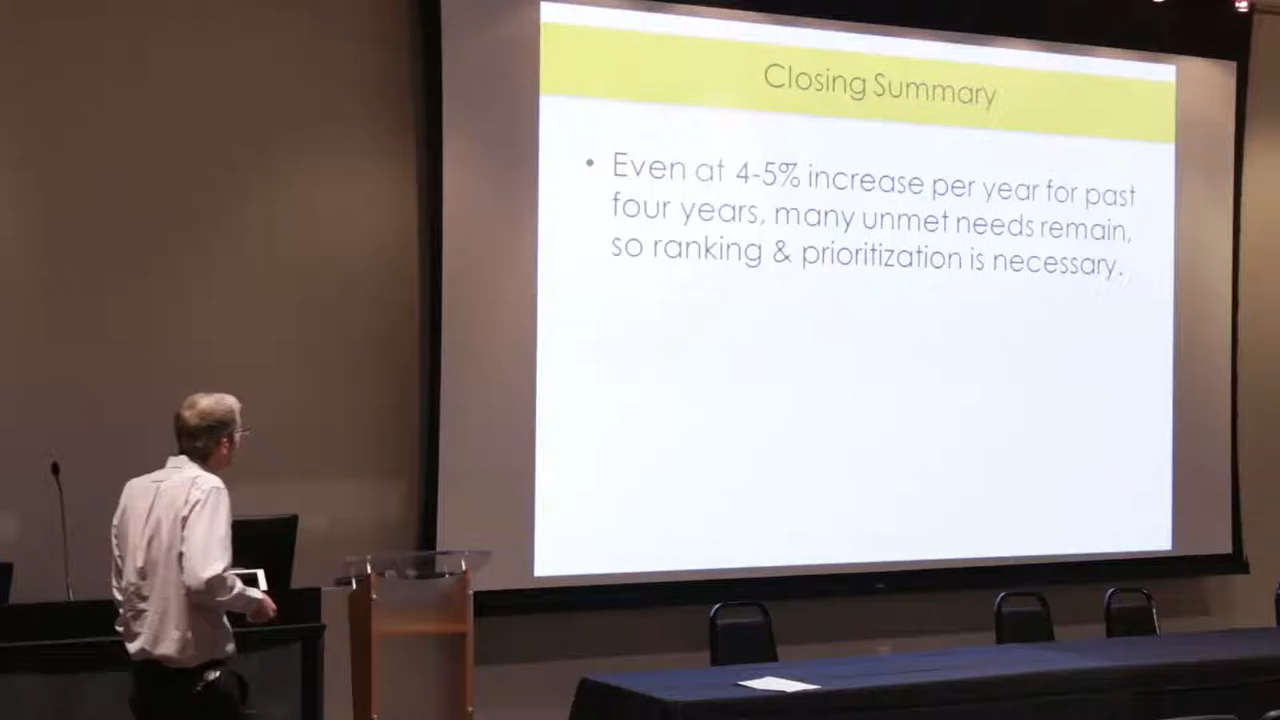 Closing Summary
• Even at 4-5% increase per year for past
four years, many unmet needs remain,
so ranking & prioritization is necessary.